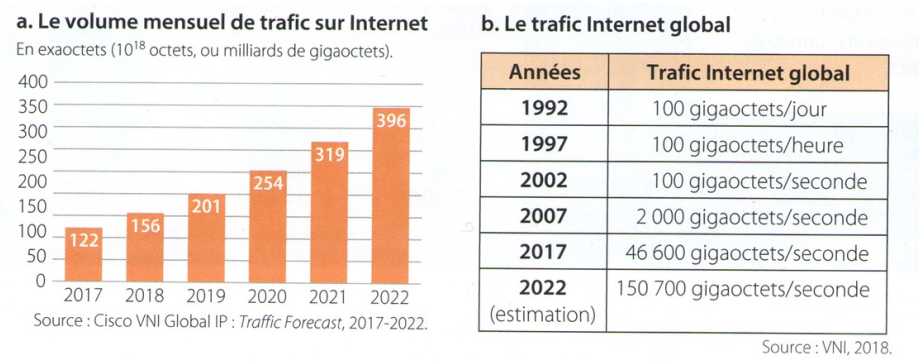 a. Le volume mensuel de trafic sur Internet
En exaoctets (10¹⁸ octets, ou milliards de gigaoctets).
400
350
300
250
200
150
100
50
0
122
156
201
254
319
396
2017 2018 2019 2020 2021 2022
Source : Cisco VNI Global IP : Traffic Forecast, 2017-2022.
b. Le trafic Internet global
Années Trafic Internet global
1992 100 gigaoctets/jour
1997 100 gigaoctets/heure
2002 100 gigaoctets/seconde
2007 2 000 gigaoctets/seconde
2017 46 600 gigaoctets/seconde
2022 150 700 gigaoctets/seconde
(estimation)
Source : VNI, 2018.